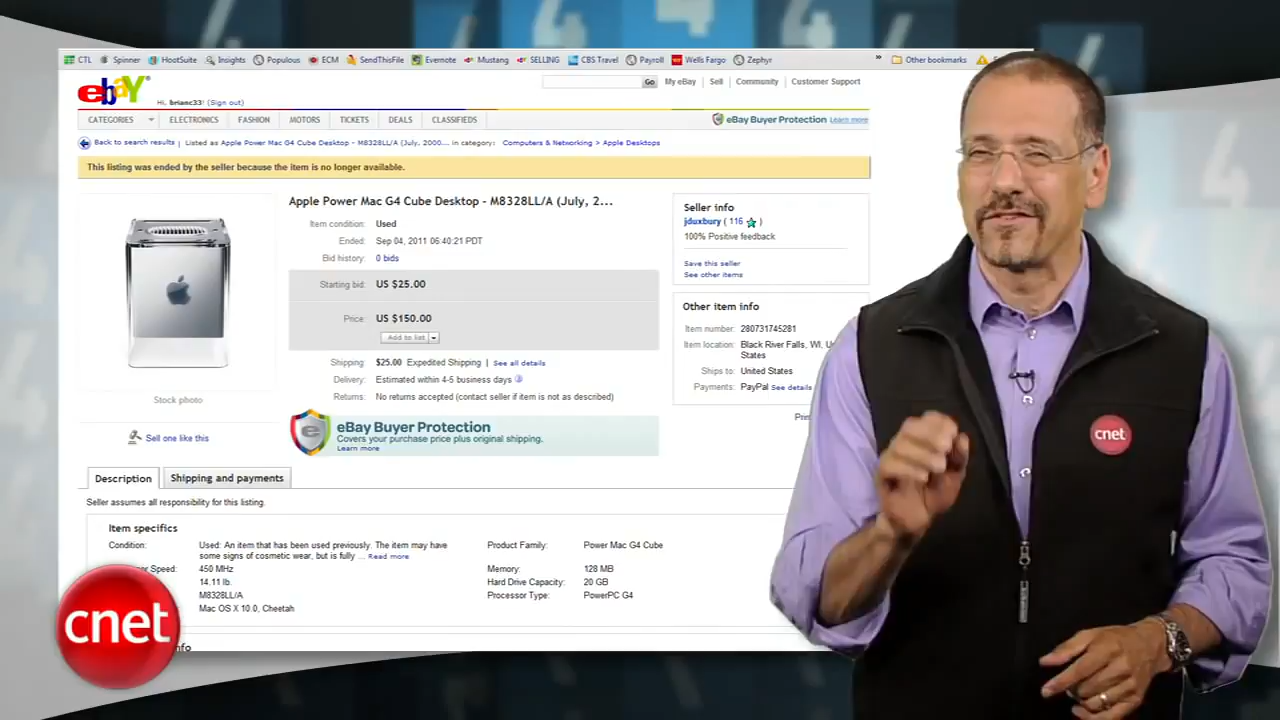 CTL Spinner HootSuite Insights Populous ECM SendThisFile Evernote Mustang SELLING CBS Travel Payroll Wells Fargo Zephyr » Other bookmarks
ebay
Go My eBay Sell Community Customer Support
Hi, brianc33! (Sign out)
CATEGORIES ELECTRONICS FASHION MOTORS TICKETS DEALS CLASSIFIEDS
eBay Buyer Protection Learn more
Back to search results Listed as Apple Power Mac G4 Cube Desktop - M8328LL/A (July, 2000... in category: Computers & Networking > Apple Desktops
This listing was ended by the seller because the item is no longer available.
Apple Power Mac G4 Cube Desktop - M8328LL/A (July, 2...
Item condition: Used
Ended: Sep 04, 2011 06:40:21 PDT
Bid history: 0 bids
Starting bid: US $25.00
Price: US $150.00
Add to list
Shipping: $25.00 Expedited Shipping | See all details
Delivery: Estimated within 4-5 business days
Returns: No returns accepted (contact seller if item is not as described)
eBay Buyer Protection
Covers your purchase price plus original shipping.
Learn more
Stock photo
Sell one like this
Seller info
jduxbury ( 116 )
100% Positive feedback
Save this seller
See other items
Other item info
Item number: 280731745281
Item location: Black River Falls, WI, U
States
Ships to: United States
Payments: PayPal See details
Prin
Description Shipping and payments
Seller assumes all responsibility for this listing.
Item specifics
Condition: Used: An item that has been used previously. The item may have
some signs of cosmetic wear, but is fully ... Read more
Speed: 450 MHz
14.11 lb.
M8328LL/A
Mac OS X 10.0, Cheetah
Product Family: Power Mac G4 Cube
Memory: 128 MB
Hard Drive Capacity: 20 GB
Processor Type: PowerPC G4
cnet
cnet